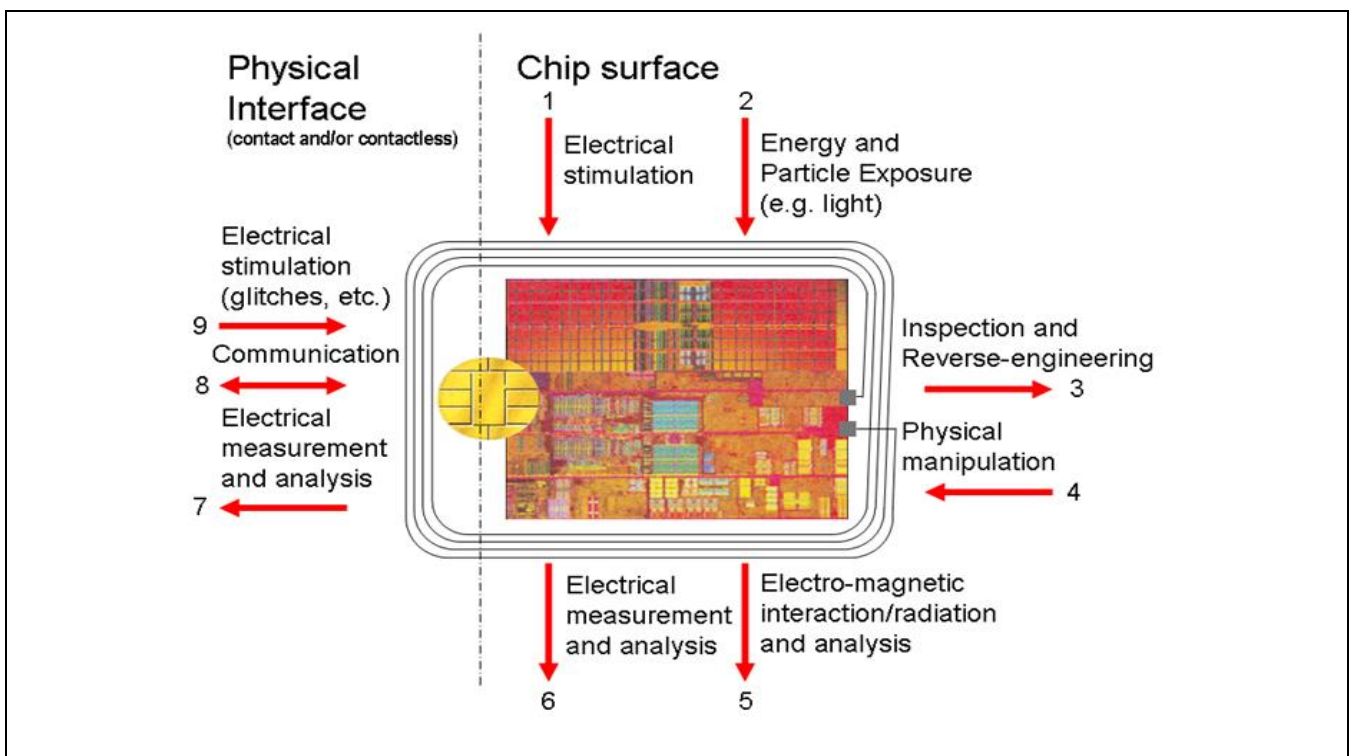 Physical
Interface
(contact and/or contactless)
Chip surface
1
Electrical
stimulation
2
Energy and
Particle Exposure
(e.g. light)
Electrical
stimulation
(glitches, etc.)
9
Communication
8
Electrical
measurement
and analysis
7
Inspection and
Reverse-engineering
3
Physical
manipulation
4
Electrical
measurement
and analysis
6
Electro-magnetic
interaction/radiation
and analysis
5